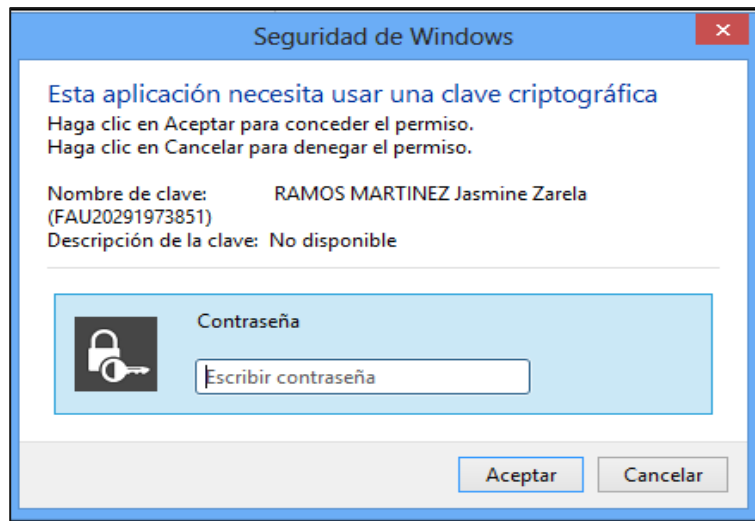 Seguridad de Windows
Esta aplicación necesita usar una clave criptográfica
Haga clic en Aceptar para conceder el permiso.
Haga clic en Cancelar para denegar el permiso.
Nombre de clave: RAMOS MARTINEZ Jasmine Zarela
(FAU20291973851)
Descripción de la clave: No disponible
Contraseña
Escribir contraseña
Aceptar Cancelar